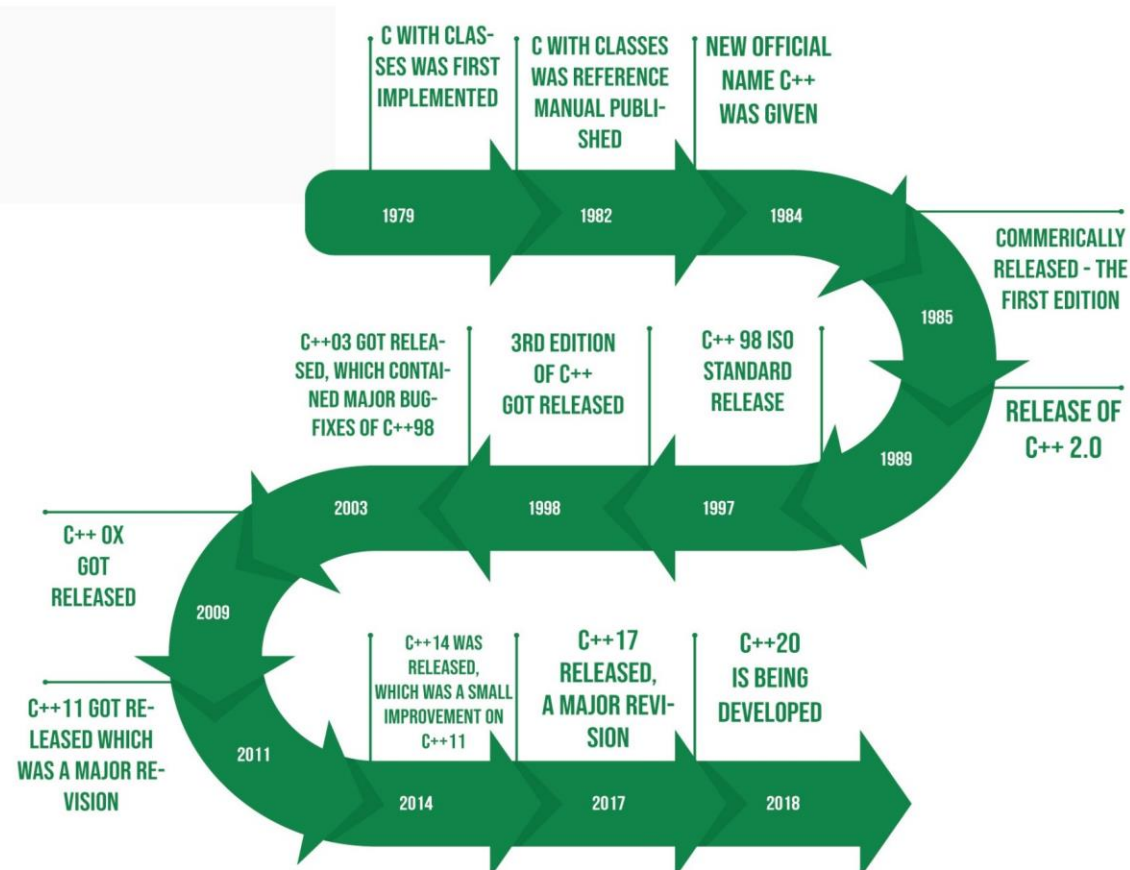 C WITH CLAS-
SES WAS FIRST
IMPLEMENTED
C WITH CLASSES
WAS REFERENCE
MANUAL PUBLI-
SHED
NEW OFFICIAL
NAME C++
WAS GIVEN
1979
1982
1984
COMMERICALLY
RELEASED - THE
FIRST EDITION
1985
RELEASE OF
C++ 2.0
1989
C++ 98 ISO
STANDARD
RELEASE
1997
3RD EDITION
OF C++
GOT RELEASED
1998
C++03 GOT RELEA-
SED, WHICH CONTAI-
NED MAJOR BUG-
FIXES OF C++98
2003
C++ 0X
GOT
RELEASED
2009
C++11 GOT RE-
LEASED WHICH
WAS A MAJOR RE-
VISION
2011
C++14 WAS
RELEASED,
WHICH WAS A SMALL
IMPROVEMENT ON
C++11
2014
C++17
RELEASED,
A MAJOR REVI-
SION
2017
C++20
IS BEING
DEVELOPED
2018